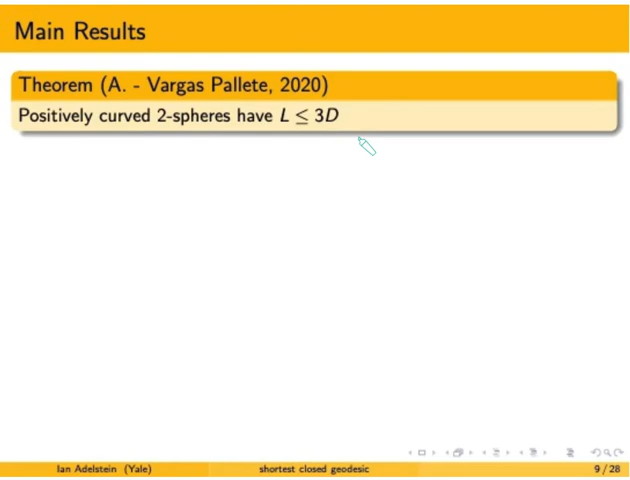 Main Results
Theorem (A. - Vargas Pallete, 2020)
Positively curved 2-spheres have L ≤ 3D
Ian Adelstein (Yale) shortest closed geodesic 9 / 28